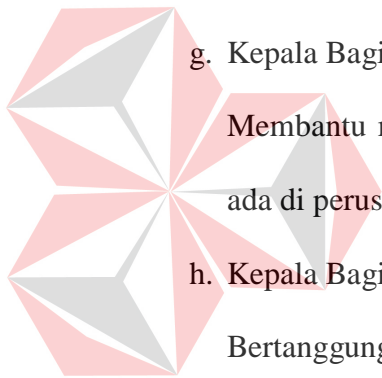 g. Kepala Bagi
Membantu
ada di perus
h. Kepala Bagi
Bertanggung